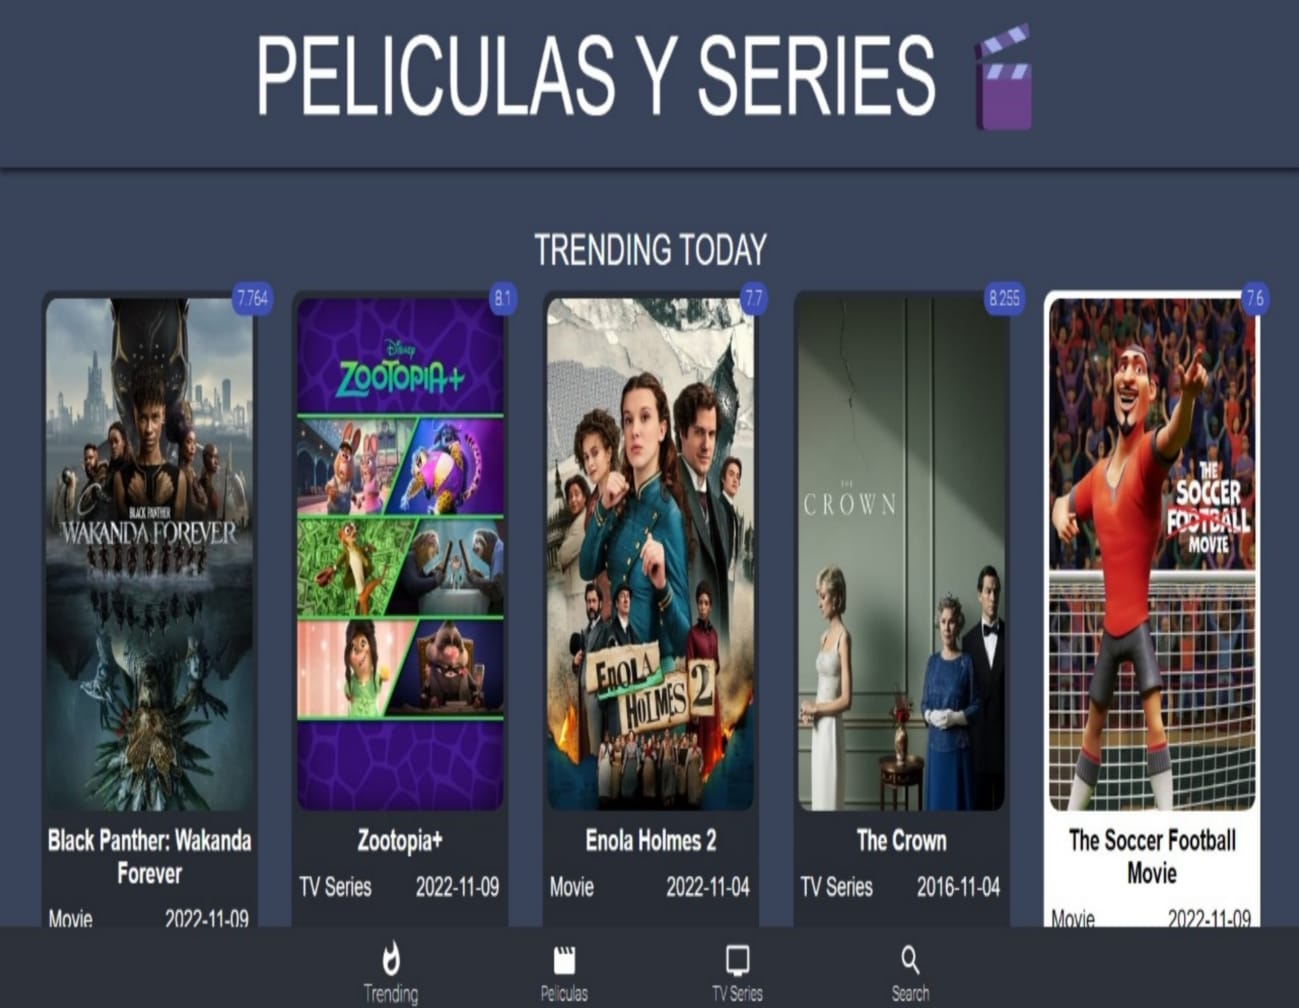 PELICULAS Y SERIES
TRENDING TODAY
7.764
8.1
7.7
8.255
7.6
BLACK PANTHER
WAKANDA FOREVER
Disney
ZOOTOPIA+
ENOLA
HOLMES 2
THE
CROWN
THE
SOCCER
FOOTBALL
MOVIE
Black Panther: Wakanda
Forever
Movie 2022-11-09
Zootopia+
TV Series 2022-11-09
Enola Holmes 2
Movie 2022-11-04
The Crown
TV Series 2016-11-04
The Soccer Football
Movie
Movie 2022-11-09
Trending
Peliculas
TV Series
Search